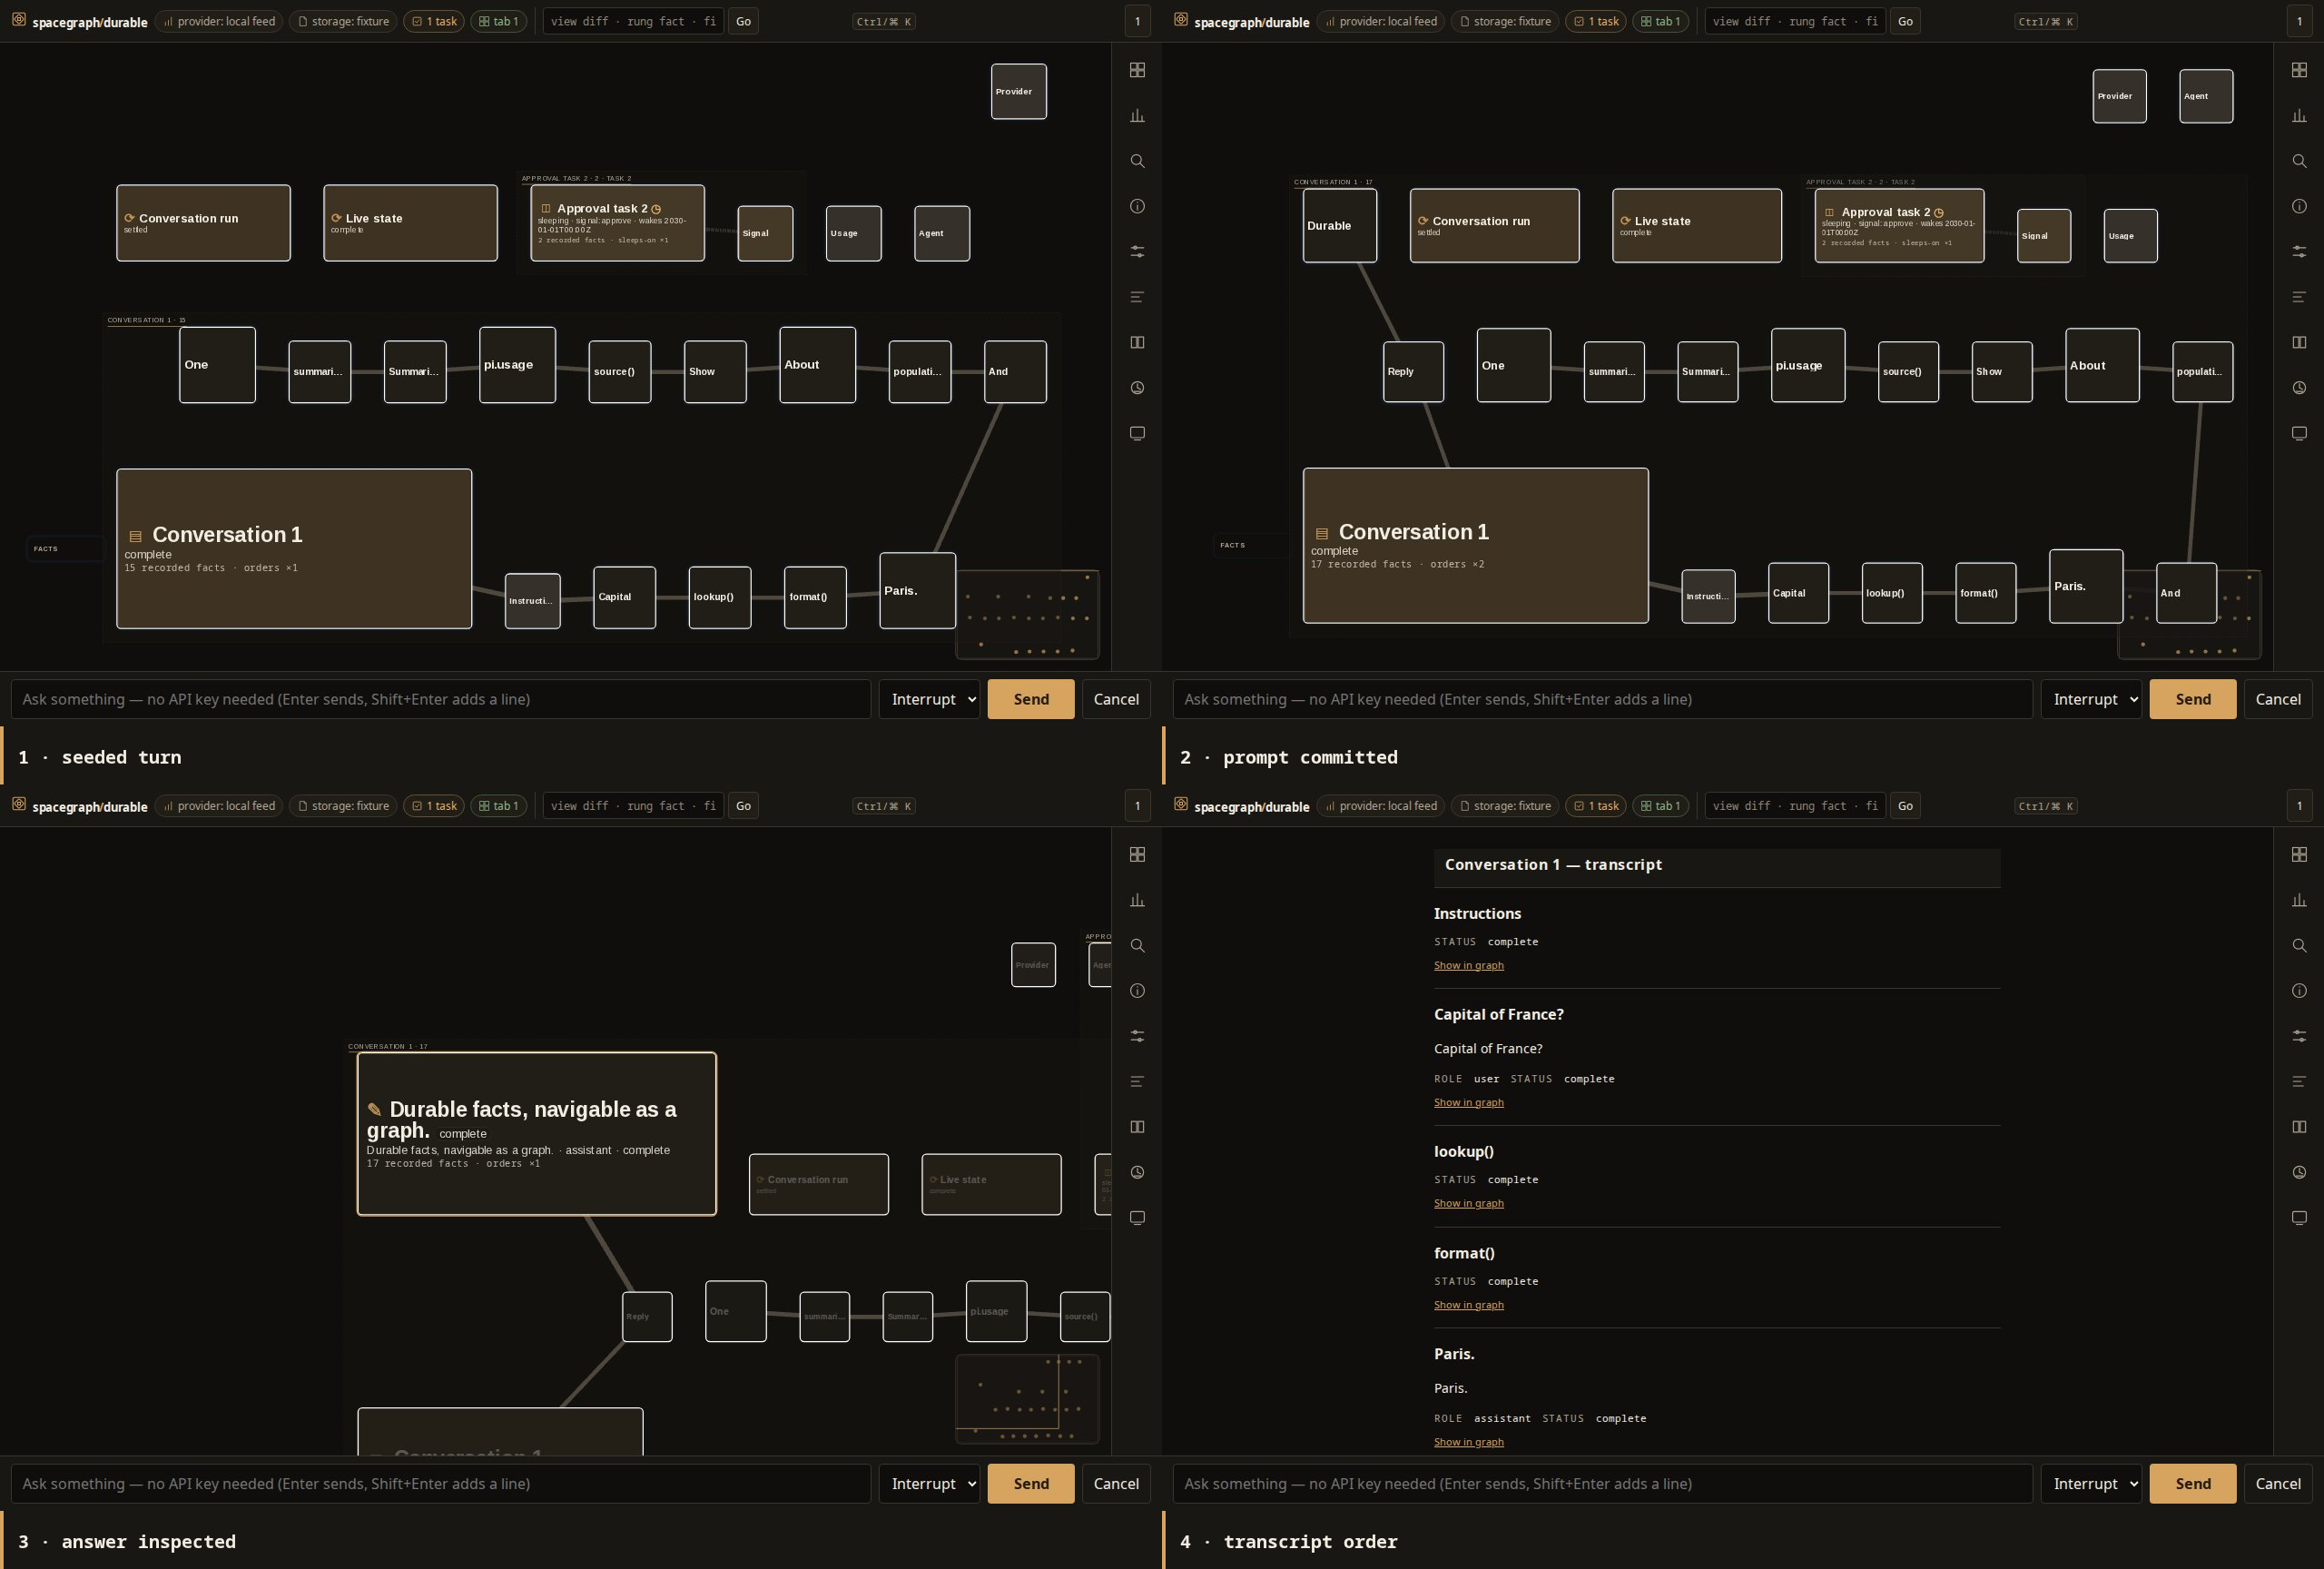 spacegraph/durable provider: local feed storage: fixture 1 task tab 1 view diff · rung fact · fi Go Ctrl/⌘ K 1
Provider
APPROVAL TASK 2 · 2 · TASK 2
Conversation run
settled
Live state
complete
Approval task 2
sleeping · signal: approve · wakes 2030-
01-01T00:00Z
2 recorded facts · sleeps-on ×1
Signal
Usage
Agent
CONVERSATION 1 · 15
One
summari...
Summari...
pi.usage
source()
Show
About
populati...
And
FACTS
Conversation 1
complete
15 recorded facts · orders ×1
Instructi...
Capital
lookup()
format()
Paris.
Ask something — no API key needed (Enter sends, Shift+Enter adds a line) Interrupt Send Cancel
1 · seeded turn
spacegraph/durable provider: local feed storage: fixture 1 task tab 1 view diff · rung fact · fi Go Ctrl/⌘ K 1
Provider
Agent
CONVERSATION 1 · 17
APPROVAL TASK 2 · 2 · TASK 2
Durable
Conversation run
settled
Live state
complete
Approval task 2
sleeping · signal: approve · wakes 2030-
01-01T00:00Z
2 recorded facts · sleeps-on ×1
Signal
Usage
Reply
One
summari...
Summari...
pi.usage
source()
Show
About
populati...
FACTS
Conversation 1
complete
17 recorded facts · orders ×2
Instructi...
Capital
lookup()
format()
Paris.
And
Ask something — no API key needed (Enter sends, Shift+Enter adds a line) Interrupt Send Cancel
2 · prompt committed
spacegraph/durable provider: local feed storage: fixture 1 task tab 1 view diff · rung fact · fi Go Ctrl/⌘ K 1
APPRO
Provider
Agen
CONVERSATION 1 · 17
Durable facts, navigable as a
graph. complete
Durable facts, navigable as a graph. · assistant · complete
17 recorded facts · orders ×1
Conversation run
settled
Live state
complete
Reply
One
summari...
Summar...
pi.usage
source()
Conversation 1
Ask something — no API key needed (Enter sends, Shift+Enter adds a line) Interrupt Send Cancel
3 · answer inspected
spacegraph/durable provider: local feed storage: fixture 1 task tab 1 view diff · rung fact · fi Go Ctrl/⌘ K 1
Conversation 1 — transcript
Instructions
STATUS complete
Show in graph
Capital of France?
Capital of France?
ROLE user STATUS complete
Show in graph
lookup()
STATUS complete
Show in graph
format()
STATUS complete
Show in graph
Paris.
Paris.
ROLE assistant STATUS complete
Show in graph
Ask something — no API key needed (Enter sends, Shift+Enter adds a line) Interrupt Send Cancel
4 · transcript order